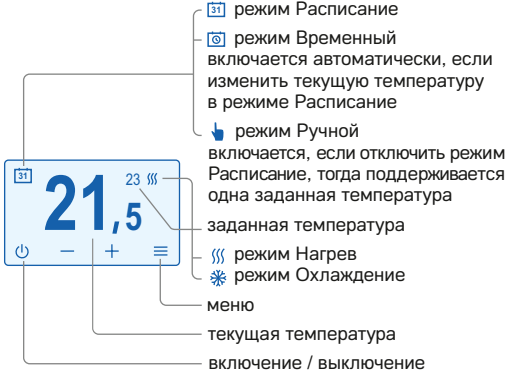 31 режим Расписание
режим Временный
включается автоматически, если
изменить текущую температуру
в режиме Расписание
режим Ручной
включается, если отключить режим
Расписание, тогда поддерживается
одна заданная температура
31
23
21,5
заданная температура
режим Нагрев
режим Охлаждение
меню
текущая температура
включение / выключение